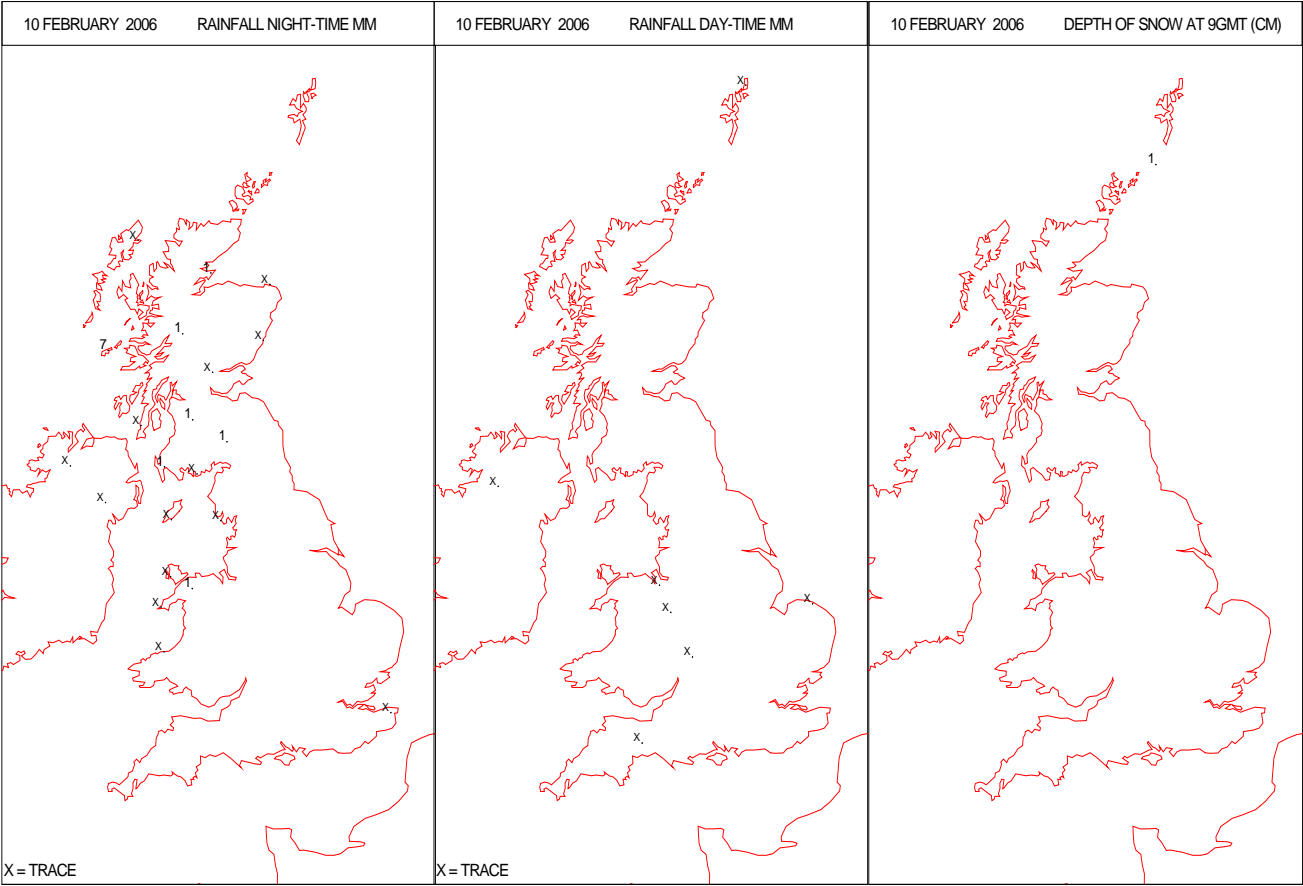 10 FEBRUARY 2006 RAINFALL NIGHT-TIME MM
X.
1.
X.
1.
X.
7.
X.
1.
X.
1.
X.
1.
X.
X.
X.
X.
X.
1.
X.
X.
X.
X = TRACE
10 FEBRUARY 2006 RAINFALL DAY-TIME MM
X.
X.
X.
X.
X.
X.
X.
X = TRACE
10 FEBRUARY 2006 DEPTH OF SNOW AT 9GMT (CM)
1.